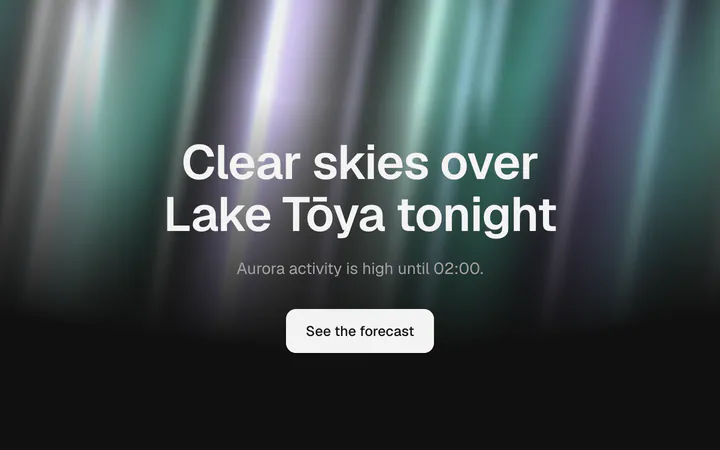 Clear skies over
Lake Tōya tonight
Aurora activity is high until 02:00.
See the forecast